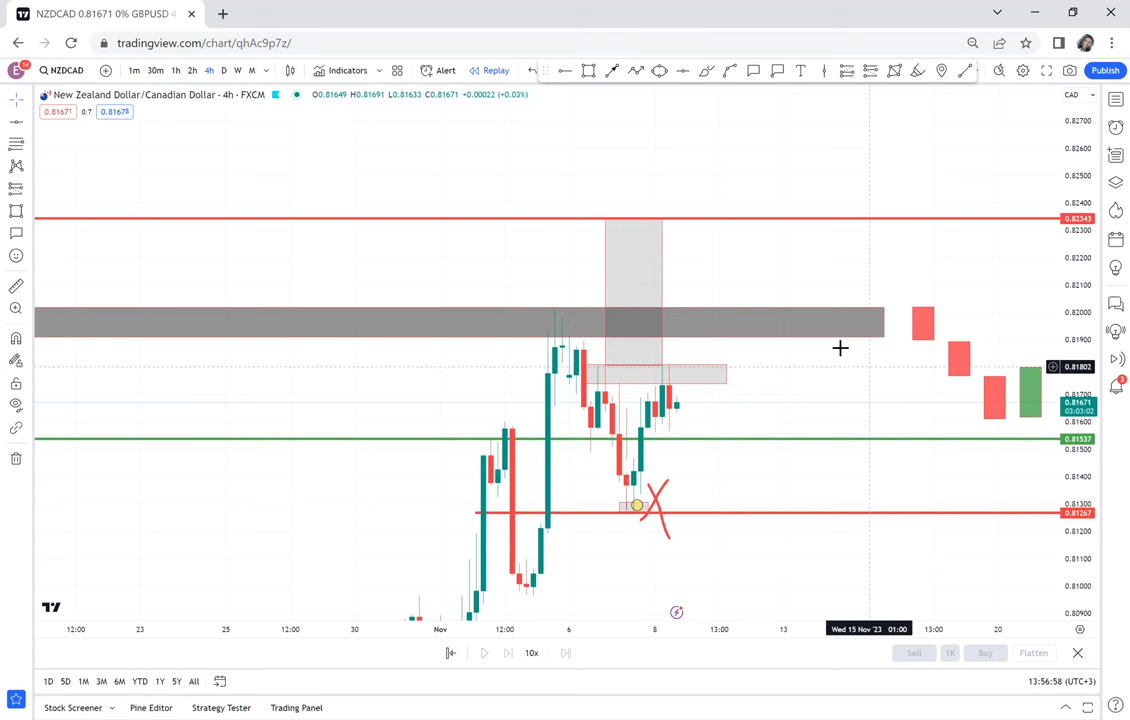 NZDCAD 0.81671 0% GBPUSD 4
tradingview.com/chart/qhAc9p7z/
E 14 NZDCAD 1m 30m 1h 2h 4h D W M Indicators Alert Replay Publish
New Zealand Dollar/Canadian Dollar · 4h · FXCM O0.81649 H0.81691 L0.81633 C0.81671 +0.00022 (+0.03%) CAD
0.81671 0.7 0.81678
0.82700
0.82600
0.82500
0.82400
0.82343
0.82300
0.82200
0.82100
0.82000
0.81900
0.81802
0.81700
0.81671
03:03:02
0.81600
0.81537
0.81500
0.81400
0.81300
0.81267
0.81200
0.81100
0.81000
0.80900
12:00 23 25 12:00 30 Nov 12:00 6 8 13:00 13 Wed 15 Nov '23 01:00 13:00 20
10x Sell 1K Buy Flatten
1D 5D 1M 3M 6M YTD 1Y 5Y All 13:56:58 (UTC+3)
Stock Screener Pine Editor Strategy Tester Trading Panel
3